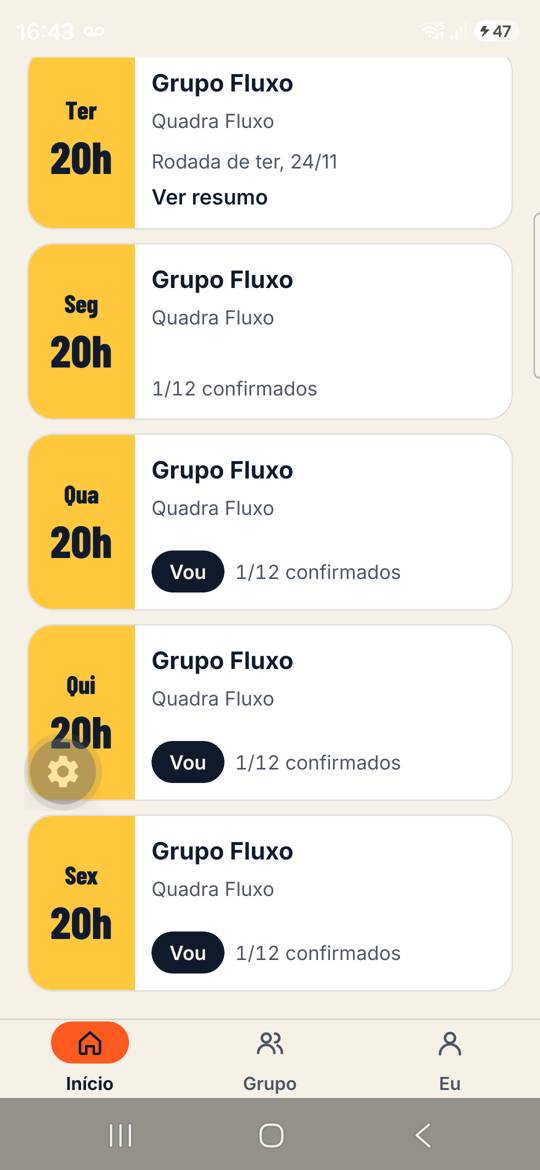 16:43
47
Ter
20h
Grupo Fluxo
Quadra Fluxo
Rodada de ter, 24/11
Ver resumo
Seg
20h
Grupo Fluxo
Quadra Fluxo
1/12 confirmados
Qua
20h
Grupo Fluxo
Quadra Fluxo
Vou 1/12 confirmados
Qui
20h
Grupo Fluxo
Quadra Fluxo
Vou 1/12 confirmados
Sex
20h
Grupo Fluxo
Quadra Fluxo
Vou 1/12 confirmados
Início Grupo Eu